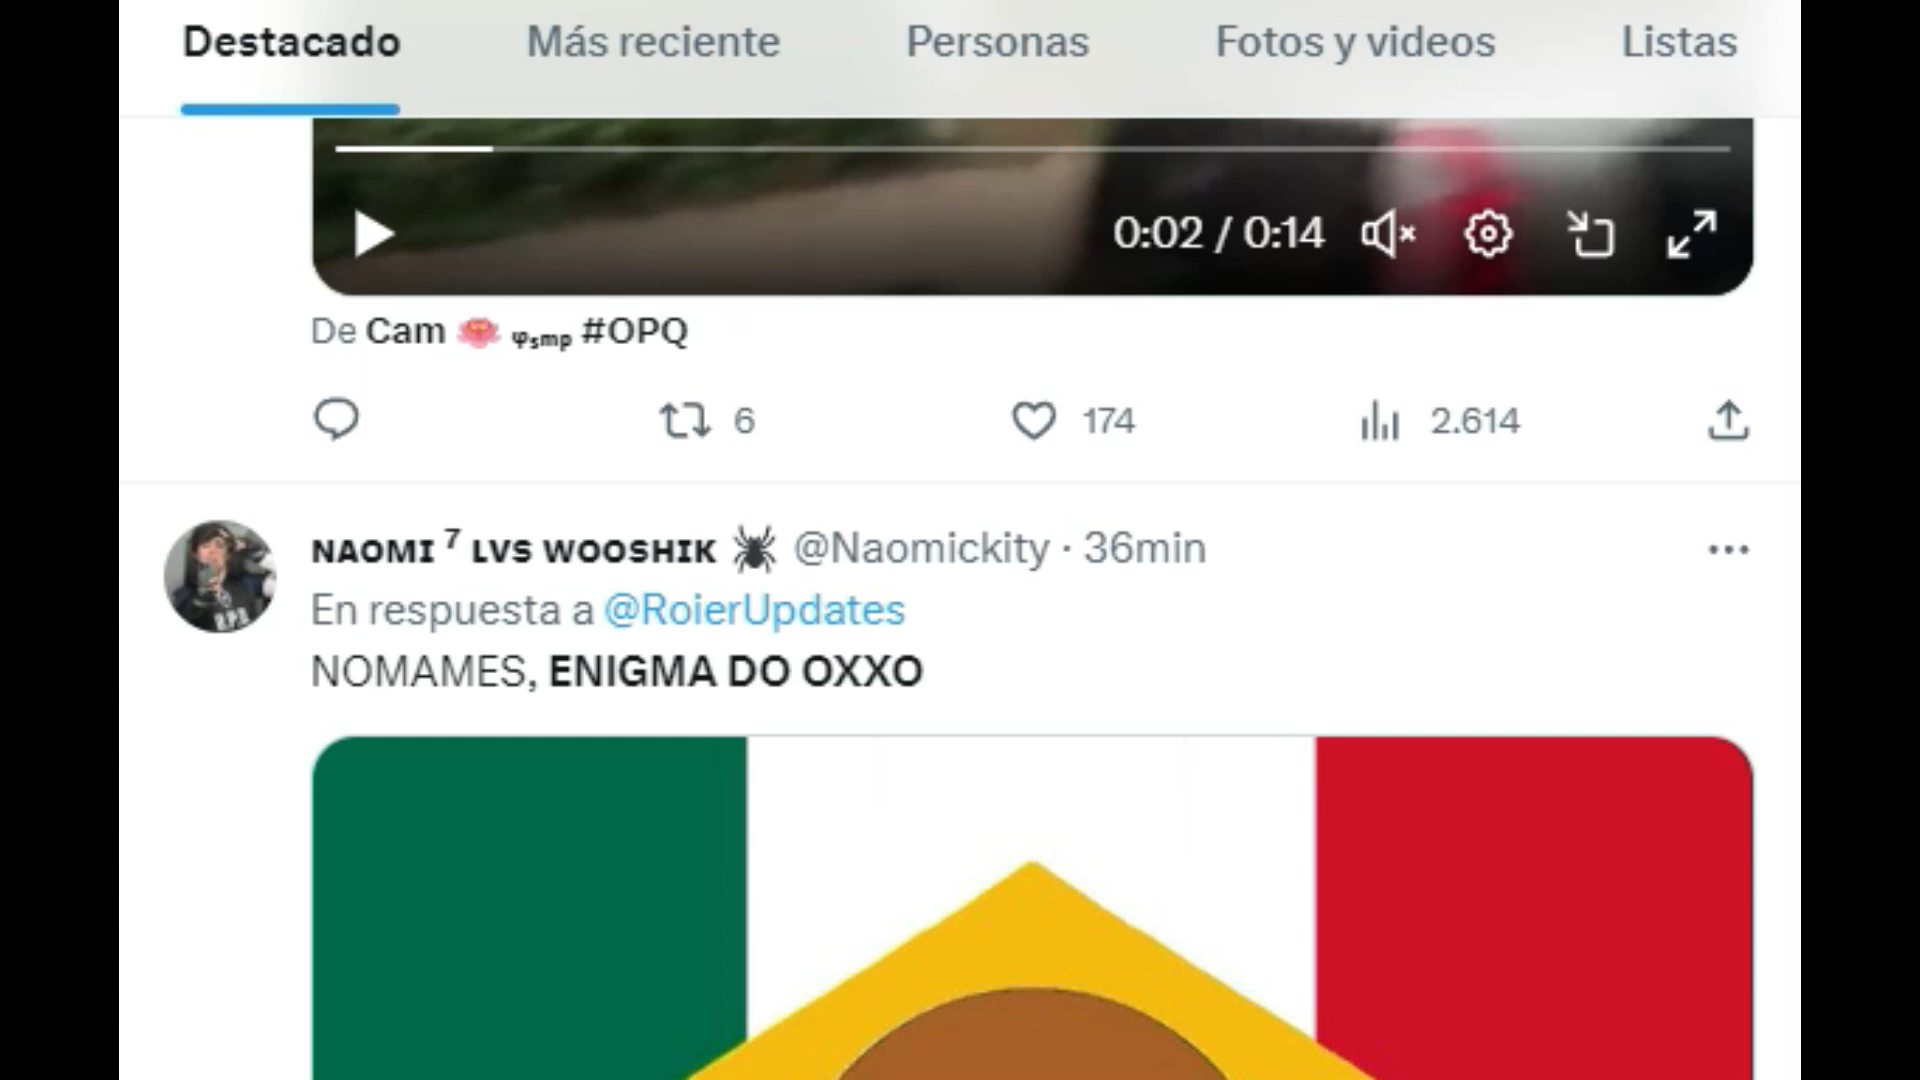 Destacado Más reciente Personas Fotos y videos Listas
0:02 / 0:14
De Cam 🪷 φₛₘₚ #OPQ
6 174 2.614
NAOMI ⁷ LVS WOOSHIK 🕷 @Naomickity · 36min
En respuesta a @RoierUpdates
NOMAMES, ENIGMA DO OXXO